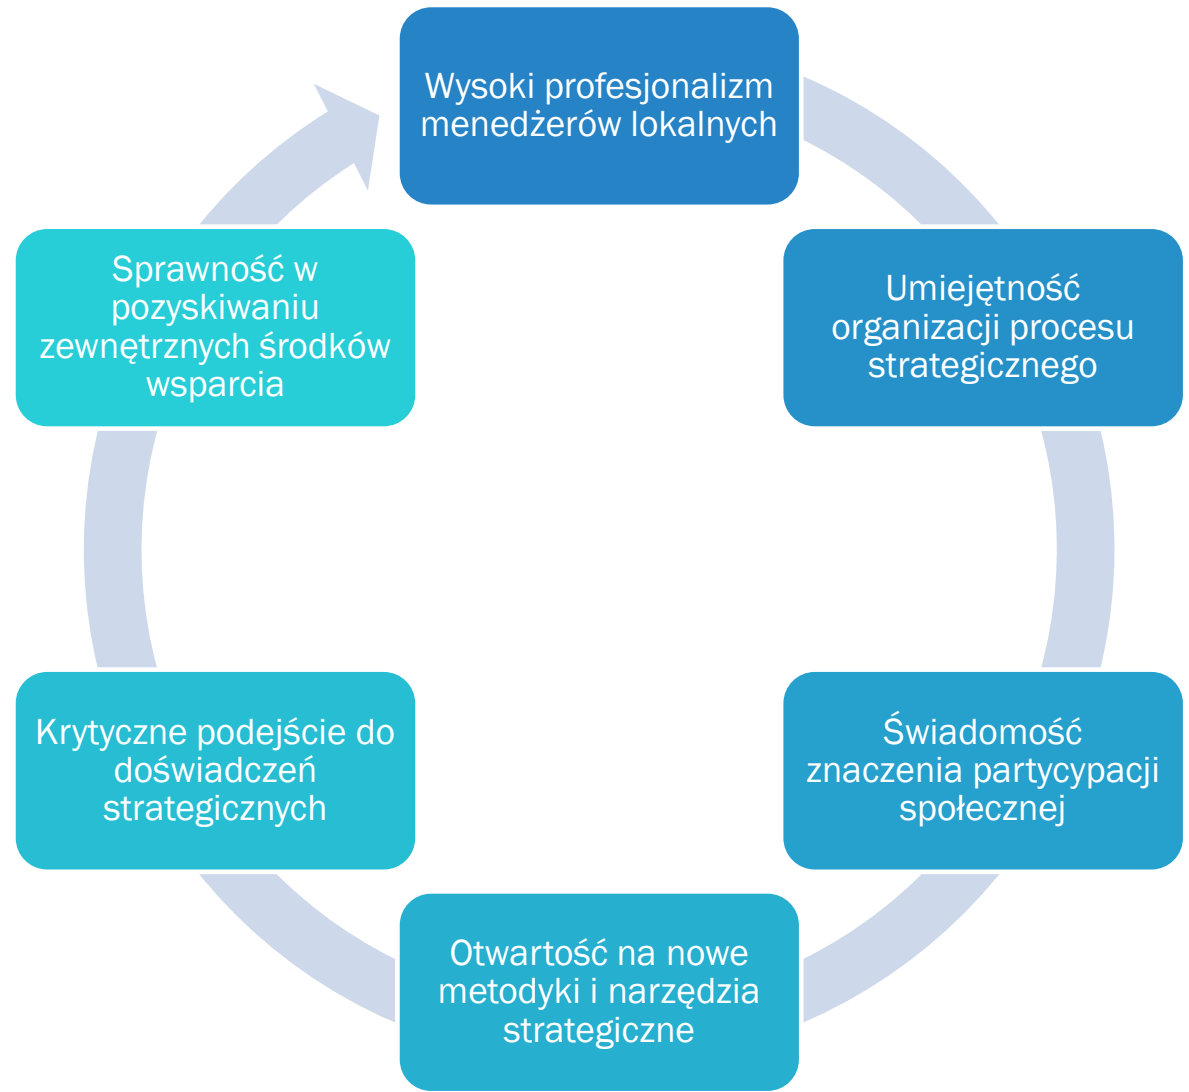 Wysoki profesjonalizm
menedżerów lokalnych
Umiejętność
organizacji procesu
strategicznego
Świadomość
znaczenia partycypacji
społecznej
Otwartość na nowe
metodyki i narzędzia
strategiczne
Krytyczne podejście do
doświadczeń
strategicznych
Sprawność w
pozyskiwaniu
zewnętrznych środków
wsparcia